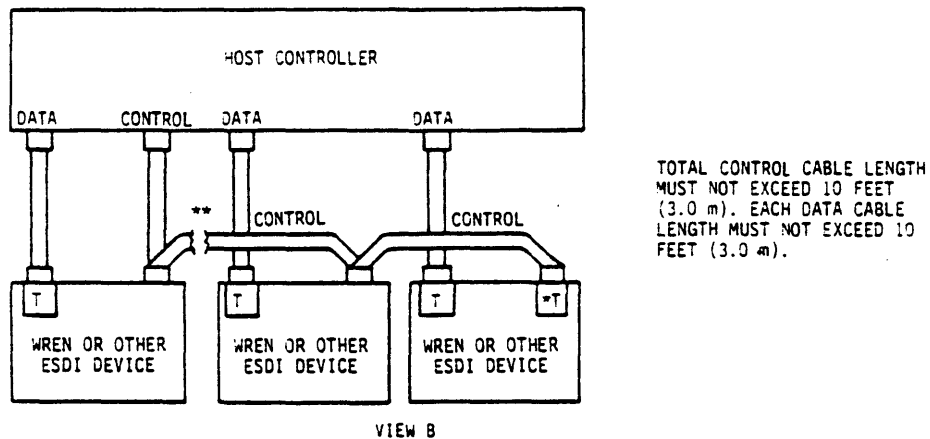 HOST CONTROLLER
DATA CONTROL DATA DATA
TOTAL CONTROL CABLE LENGTH
MUST NOT EXCEED 10 FEET
(3.0 m). EACH DATA CABLE
LENGTH MUST NOT EXCEED 10
FEET (3.0 m).
**
CONTROL CONTROL
T T T *T
WREN OR OTHER
ESDI DEVICE
WREN OR OTHER
ESDI DEVICE
WREN OR OTHER
ESDI DEVICE
VIEW B